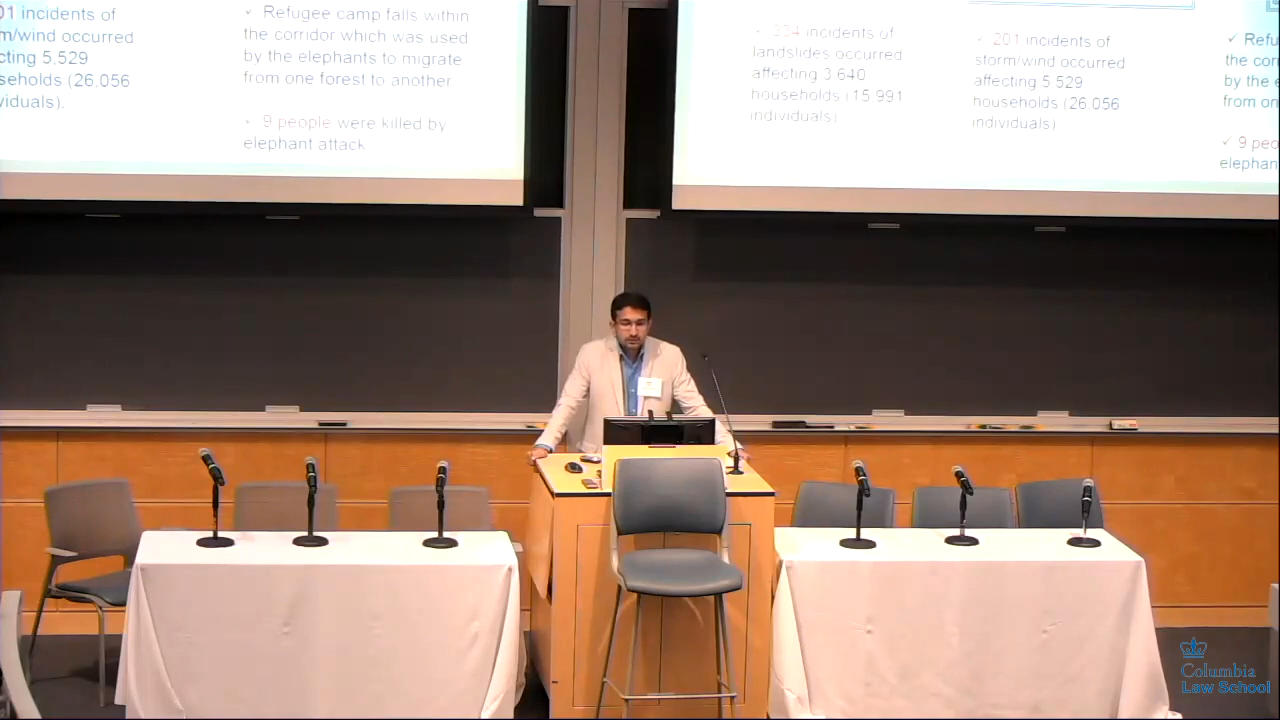 01 incidents of
m/wind occurred
cting 5,529
seholds (26,056
viduals).
✓ Refugee camp falls within
the corridor which was used
by the elephants to migrate
from one forest to another
✓ 9 people were killed by
elephant attack
✓ 334 incidents of
landslides occurred
affecting 3,640
households (15,991
individuals)
✓ 201 incidents of
storm/wind occurred
affecting 5,529
households (26,056
individuals)
✓ Refu
the cor
by the e
from on
✓ 9 peo
elephan
Columbia
Law School